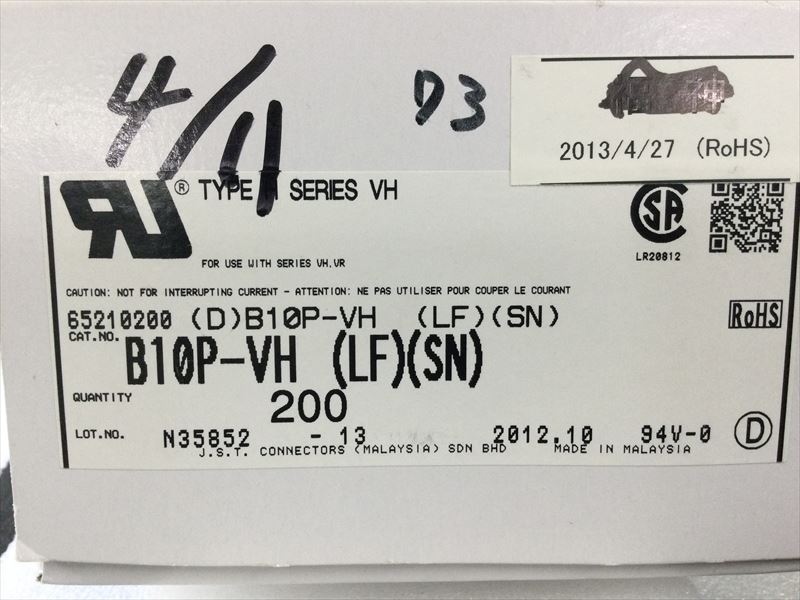 4/11
D3
2013/4/27 (RoHS)
® TYPE SERIES VH
FOR USE WITH SERIES VH,VR
LR20812
CAUTION: NOT FOR INTERRUPTING CURRENT - ATTENTION: NE PAS UTILISER POUR COUPER LE COURANT
65210200 (D)B10P-VH (LF)(SN)
RoHS
CAT.NO. B10P-VH (LF)(SN)
QUANTITY 200
LOT.NO. N35852 - 13 2012.10 94V-0 D
J.S.T. CONNECTORS (MALAYSIA) SDN BHD MADE IN MALAYSIA